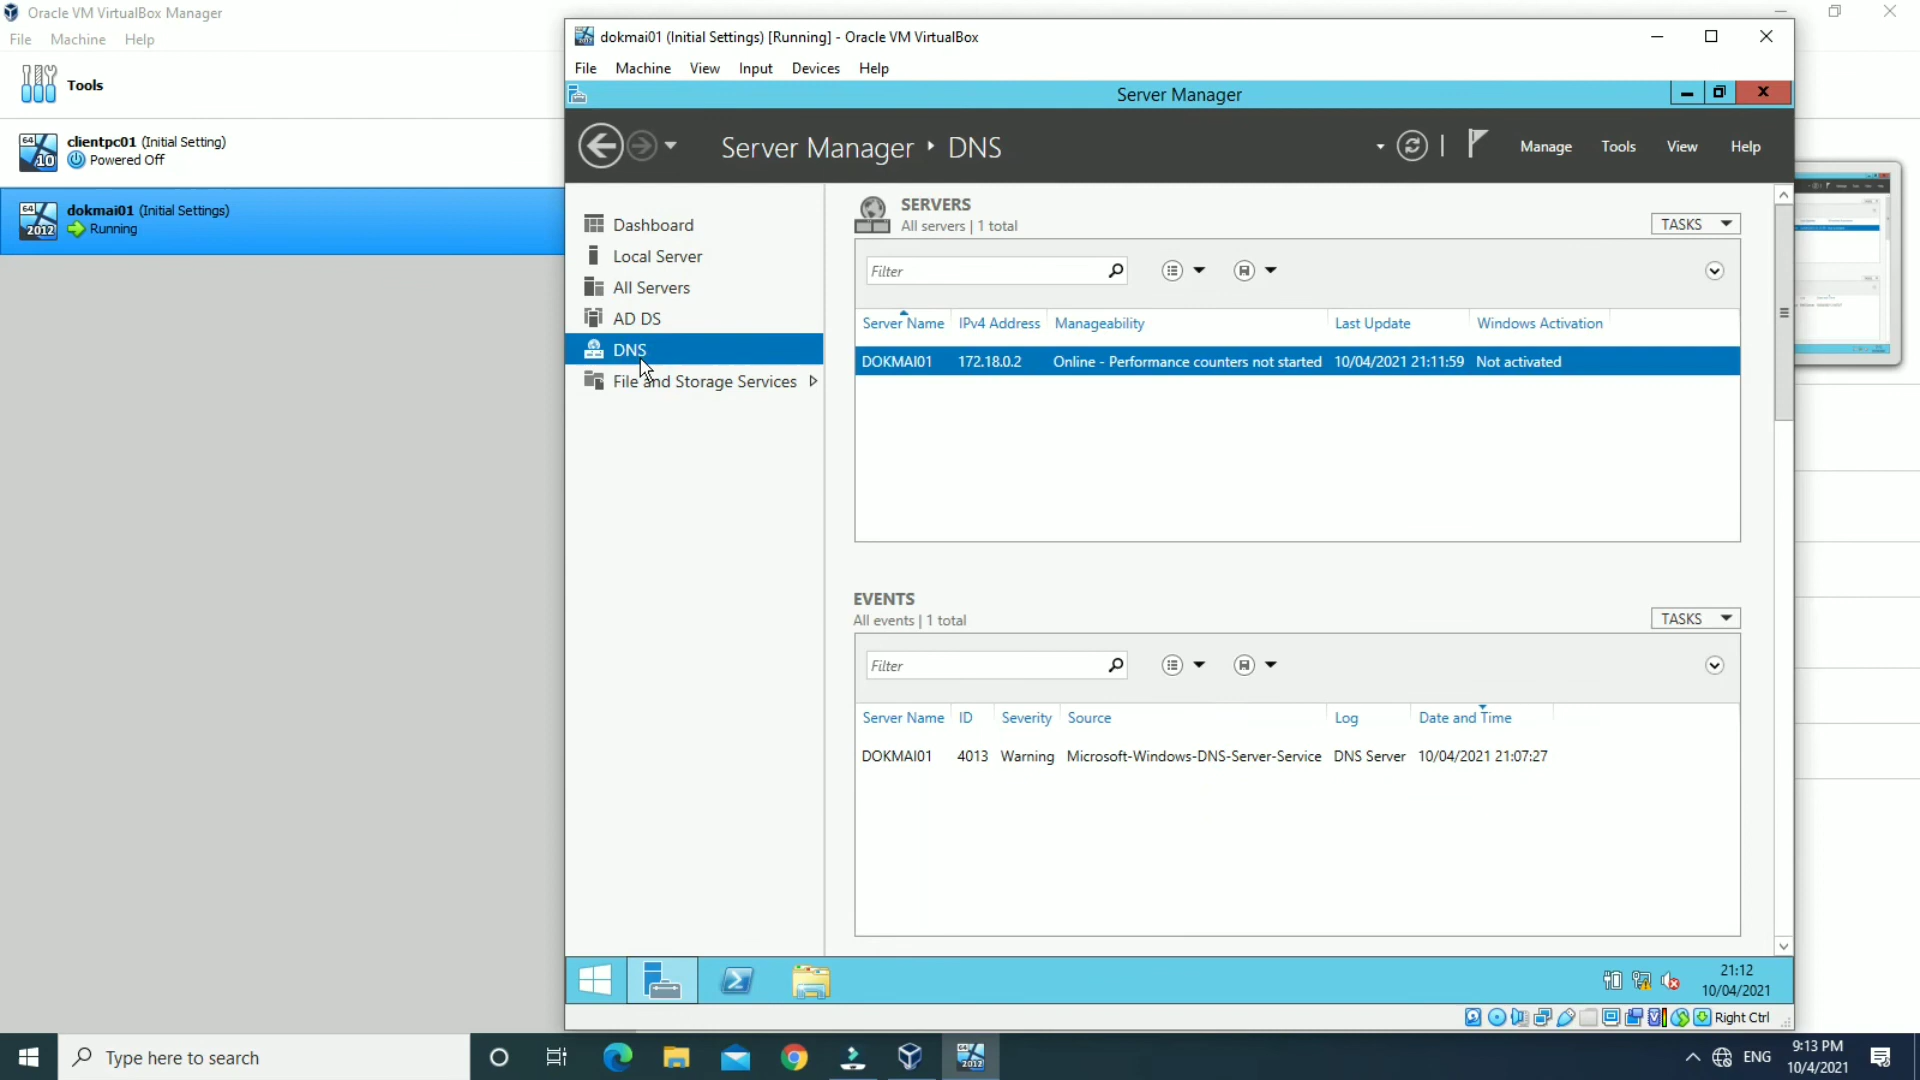 Oracle VM VirtualBox Manager
File Machine Help
Tools
clientpc01 (Initial Setting)
Powered Off
dokmai01 (Initial Settings)
Running
64
10
64
2012
dokmai01 (Initial Settings) [Running] - Oracle VM VirtualBox
File Machine View Input Devices Help
Server Manager
Server Manager DNS
Manage Tools View Help
Dashboard
Local Server
All Servers
AD DS
DNS
File and Storage Services
SERVERS
All servers | 1 total
TASKS
Filter
Server Name IPv4 Address Manageability Last Update Windows Activation
DOKMAI01 172.18.0.2 Online - Performance counters not started 10/04/2021 21:11:59 Not activated
EVENTS
All events | 1 total
TASKS
Filter
Server Name ID Severity Source Log Date and Time
DOKMAI01 4013 Warning Microsoft-Windows-DNS-Server-Service DNS Server 10/04/2021 21:07:27
21:12
10/04/2021
Right Ctrl
Type here to search
2012
ENG
9:13 PM
10/4/2021